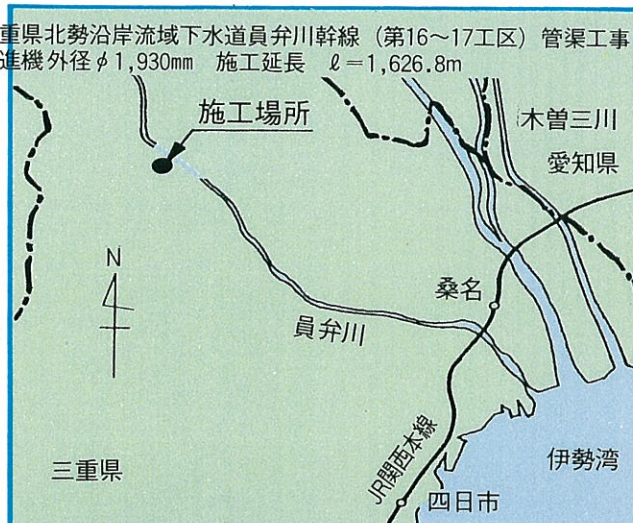 重県北勢沿岸流域下水道員弁川幹線（第16～17工区）管渠工事
進機外径φ1,930mm 施工延長 ℓ=1,626.8m
施工場所
木曽三川
愛知県
N
桑名
員弁川
JR関西本線
三重県
伊勢湾
四日市